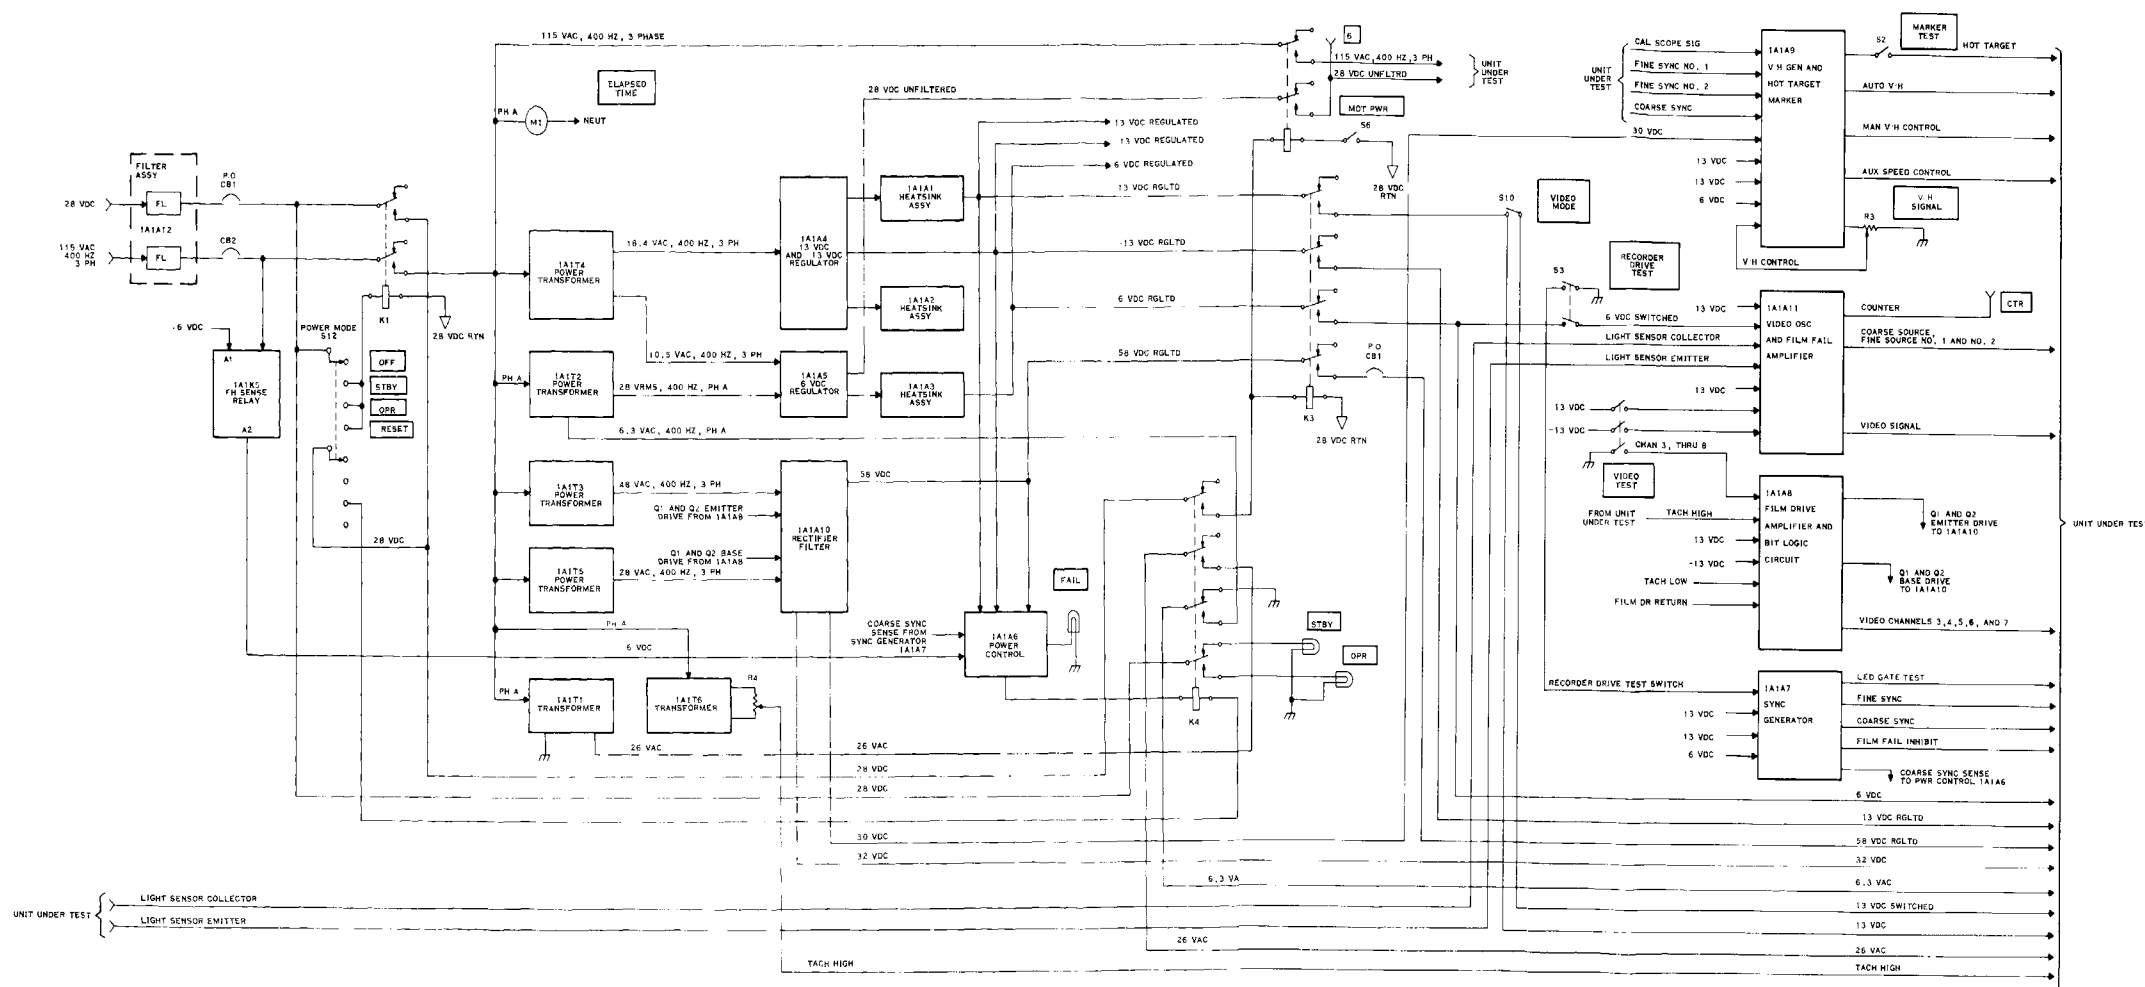 115 VAC, 400 HZ, 3 PHASE
ELAPSED
TIME
PH A
M1
NEUT
28 VDC UNFILTERED
6
115 VAC,400 HZ,3 PH
28 VDC UNFLTRD
UNIT
UNDER
TEST
MOT PWR
S6
28 VDC
RTN
13 VDC REGULATED
13 VDC REGULATED
6 VDC REGULATED
FILTER
ASSY
FL
1A1A12
FL
28 VDC
115 VAC
400 HZ
3 PH
P.O
CB1
CB2
K1
28 VDC RTN
.6 VDC
A1
1A1K5
FH SENSE
RELAY
A2
POWER MODE
S12
OFF
STBY
OPR
RESET
28 VDC
1A1T4
POWER
TRANSFORMER
18.4 VAC, 400 HZ, 3 PH
10.5 VAC, 400 HZ, 3 PH
PH A
1A1T2
POWER
TRANSFORMER
28 VRMS, 400 HZ, PH A
6.3 VAC, 400 HZ, PH A
1A1A4
13 VDC
AND 13 VDC
REGULATOR
1A1A5
6 VDC
REGULATOR
1A1A1
HEATSINK
ASSY
1A1A2
HEATSINK
ASSY
1A1A3
HEATSINK
ASSY
13 VDC RGLTD
-13 VDC RGLTD
6 VDC RGLTD
58 VDC RGLTD
P.O
CB1
K3
28 VDC RTN
1A1T3
POWER
TRANSFORMER
48 VAC, 400 HZ, 3 PH
Q1 AND Q2 EMITTER
DRIVE FROM 1A1A8
Q1 AND Q2 BASE
DRIVE FROM 1A1A8
1A1T5
POWER
TRANSFORMER
28 VAC, 400 HZ, 3 PH
1A1A10
RECTIFIER
FILTER
58 VDC
PH A
6 VDC
COARSE SYNC
SENSE FROM
SYNC GENERATOR
1A1A7
1A1A6
POWER
CONTROL
FAIL
STBY
OPR
K4
PH A
1A1T1
TRANSFORMER
1A1T6
TRANSFORMER
R4
26 VAC
26 VAC
28 VDC
28 VDC
30 VDC
32 VDC
6.3 VA
26 VAC
TACH HIGH
UNIT UNDER TEST
LIGHT SENSOR COLLECTOR
LIGHT SENSOR EMITTER
UNIT
UNDER
TEST
CAL SCOPE SIG
FINE SYNC NO. 1
FINE SYNC NO. 2
COARSE SYNC
30 VDC
13 VDC
13 VDC
6 VDC
1A1A9
V H GEN AND
HOT TARGET
MARKER
S2
MARKER
TEST
HOT TARGET
AUTO V H
MAN V H CONTROL
AUX SPEED CONTROL
V H
SIGNAL
R3
V H CONTROL
S10
VIDEO
MODE
RECORDER
DRIVE
TEST
S3
6 VDC SWITCHED
LIGHT SENSOR COLLECTOR
LIGHT SENSOR EMITTER
13 VDC
13 VDC
13 VDC
-13 VDC
CHAN 3, THRU 8
VIDEO
TEST
1A1A11
VIDEO OSC
AND FILM FAIL
AMPLIFIER
COUNTER
CTR
COARSE SOURCE,
FINE SOURCE NO. 1 AND NO. 2
VIDEO SIGNAL
FROM UNIT
UNDER TEST
TACH HIGH
13 VDC
-13 VDC
TACH LOW
FILM DR RETURN
1A1A8
FILM DRIVE
AMPLIFIER AND
BIT LOGIC
CIRCUIT
Q1 AND Q2
EMITTER DRIVE
TO 1A1A10
Q1 AND Q2
BASE DRIVE
TO 1A1A10
VIDEO CHANNELS 3,4,5,6, AND 7
UNIT UNDER TEST
RECORDER DRIVE TEST SWITCH
13 VDC
13 VDC
6 VDC
1A1A7
SYNC
GENERATOR
LED GATE TEST
FINE SYNC
COARSE SYNC
FILM FAIL INHIBIT
COARSE SYNC SENSE
TO PWR CONTROL 1A1A6
6 VDC
13 VDC RGLTD
58 VDC RGLTD
32 VDC
6.3 VAC
13 VDC SWITCHED
13 VDC
26 VAC
TACH HIGH